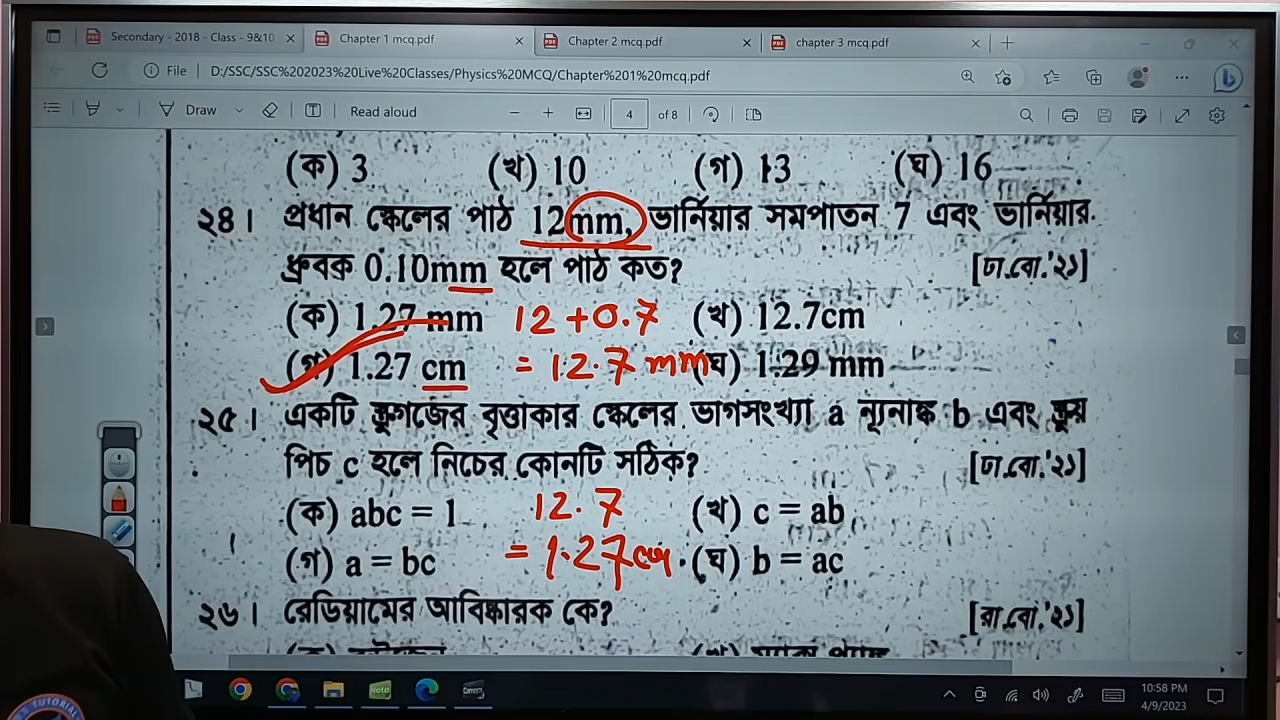 Secondary - 2018 - Class - 9&10
Chapter 1 mcq.pdf
Chapter 2 mcq.pdf
chapter 3 mcq.pdf
File
D:/SSC/SSC%202023%20Live%20Classes/Physics%20MCQ/Chapter%201%20mcq.pdf
Draw
Read aloud
4 of 8
(ক) 3 (খ) 10 (গ) 13 (ঘ) 16
২৪। প্রধান স্কেলের পাঠ 12mm, ভার্নিয়ার সমপাতন 7 এবং ভার্নিয়ার
ধ্রুবক 0.10mm হলে পাঠ কত? [ঢা.বো.'২১]
(ক) 1.27 mm 12 + 0.7 (খ) 12.7cm
(গ) 1.27 cm = 12.7 mm (ঘ) 1.29 mm
২৫। একটি স্ক্রুগজের বৃত্তাকার স্কেলের ভাগসংখ্যা a ন্যূনাঙ্ক b এবং স্ক্রুর
পিচ c হলে নিচের কোনটি সঠিক? [ঢা.বো.'২১]
(ক) abc = 1 12.7 (খ) c = ab
(গ) a = bc = 1.27cm (ঘ) b = ac
২৬। রেডিয়ামের আবিষ্কারক কে? [রা.বো.'২১]
TUTORIAL
10:58 PM
4/9/2023